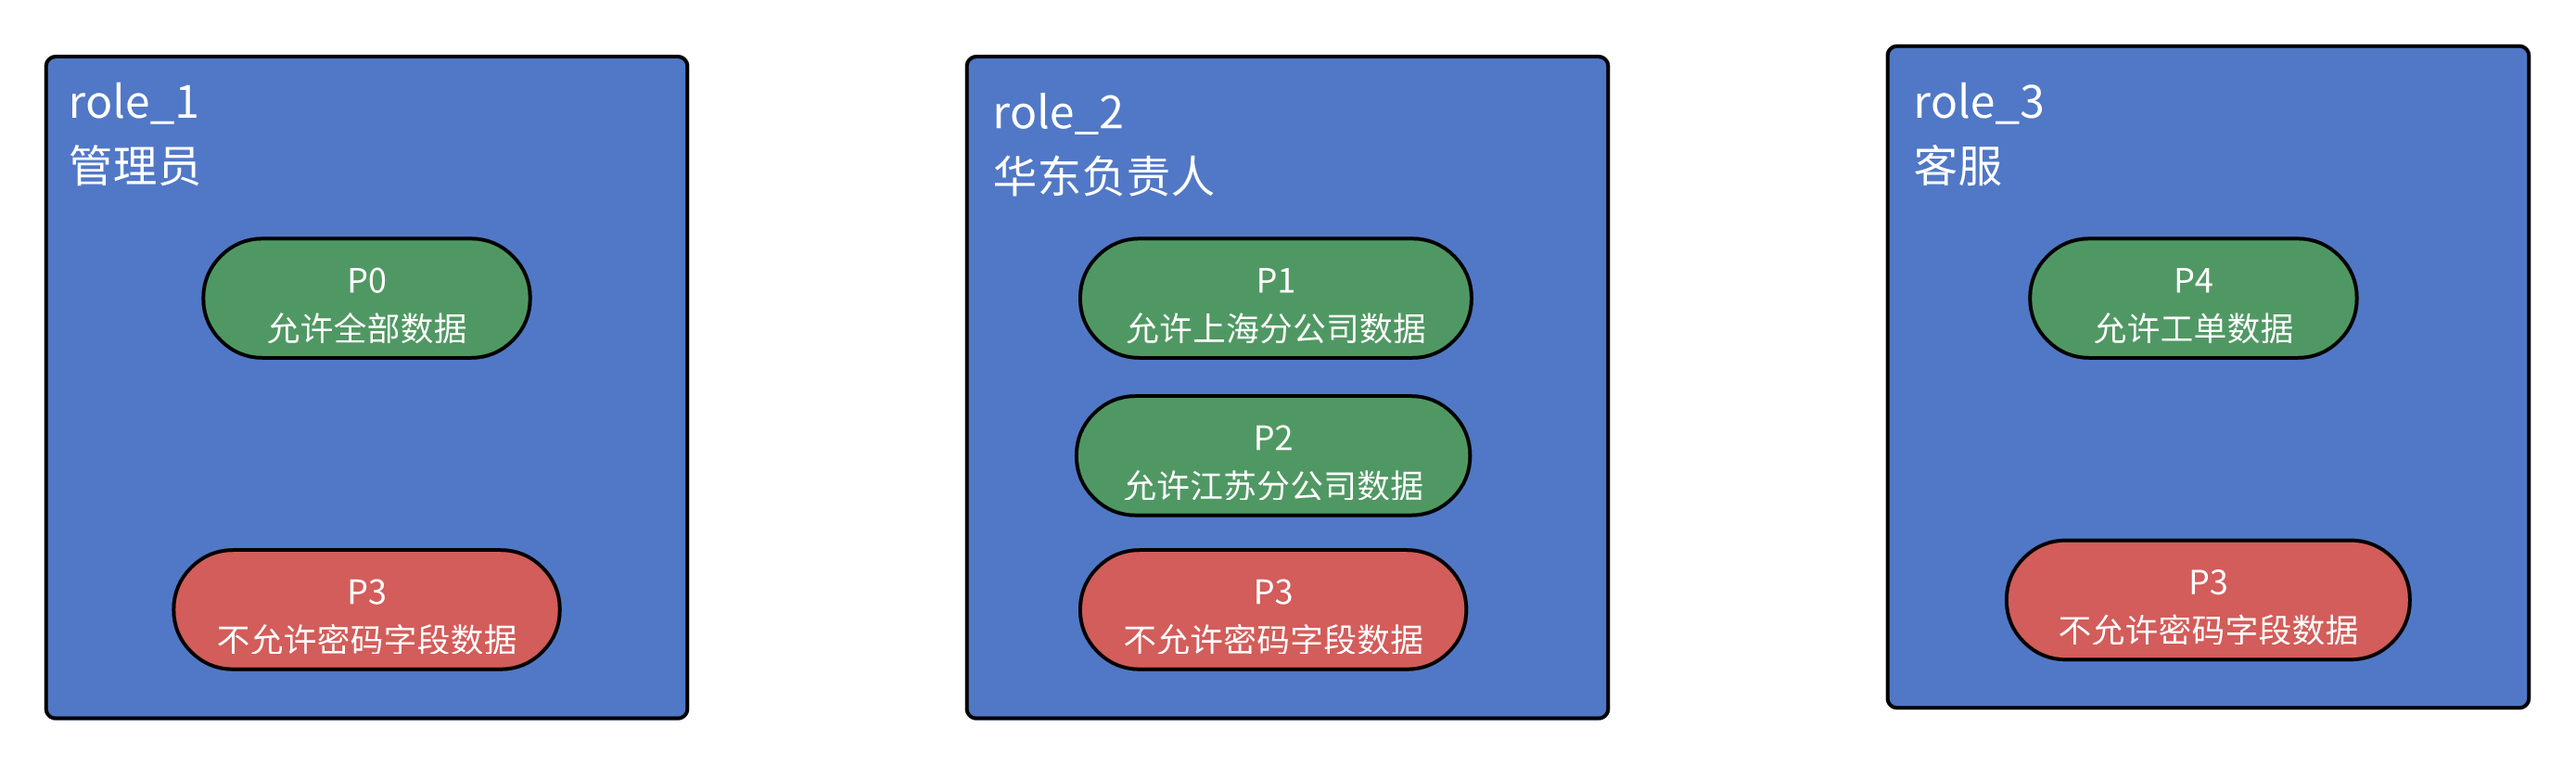 role_1
管理员
P0
允许全部数据
P3
不允许密码字段数据
role_2
华东负责人
P1
允许上海分公司数据
P2
允许江苏分公司数据
P3
不允许密码字段数据
role_3
客服
P4
允许工单数据
P3
不允许密码字段数据